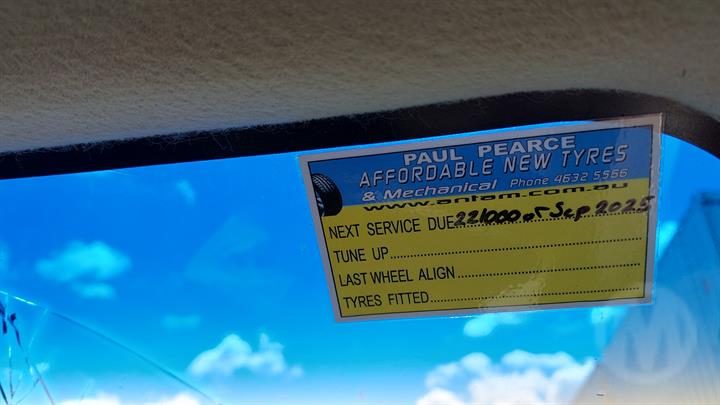 PAUL PEARCE
AFFORDABLE NEW TYRES
& Mechanical Phone 4632 5566
www.antam.com.au
NEXT SERVICE DUE 221000 or Sep 2025
TUNE UP
LAST WHEEL ALIGN
TYRES FITTED